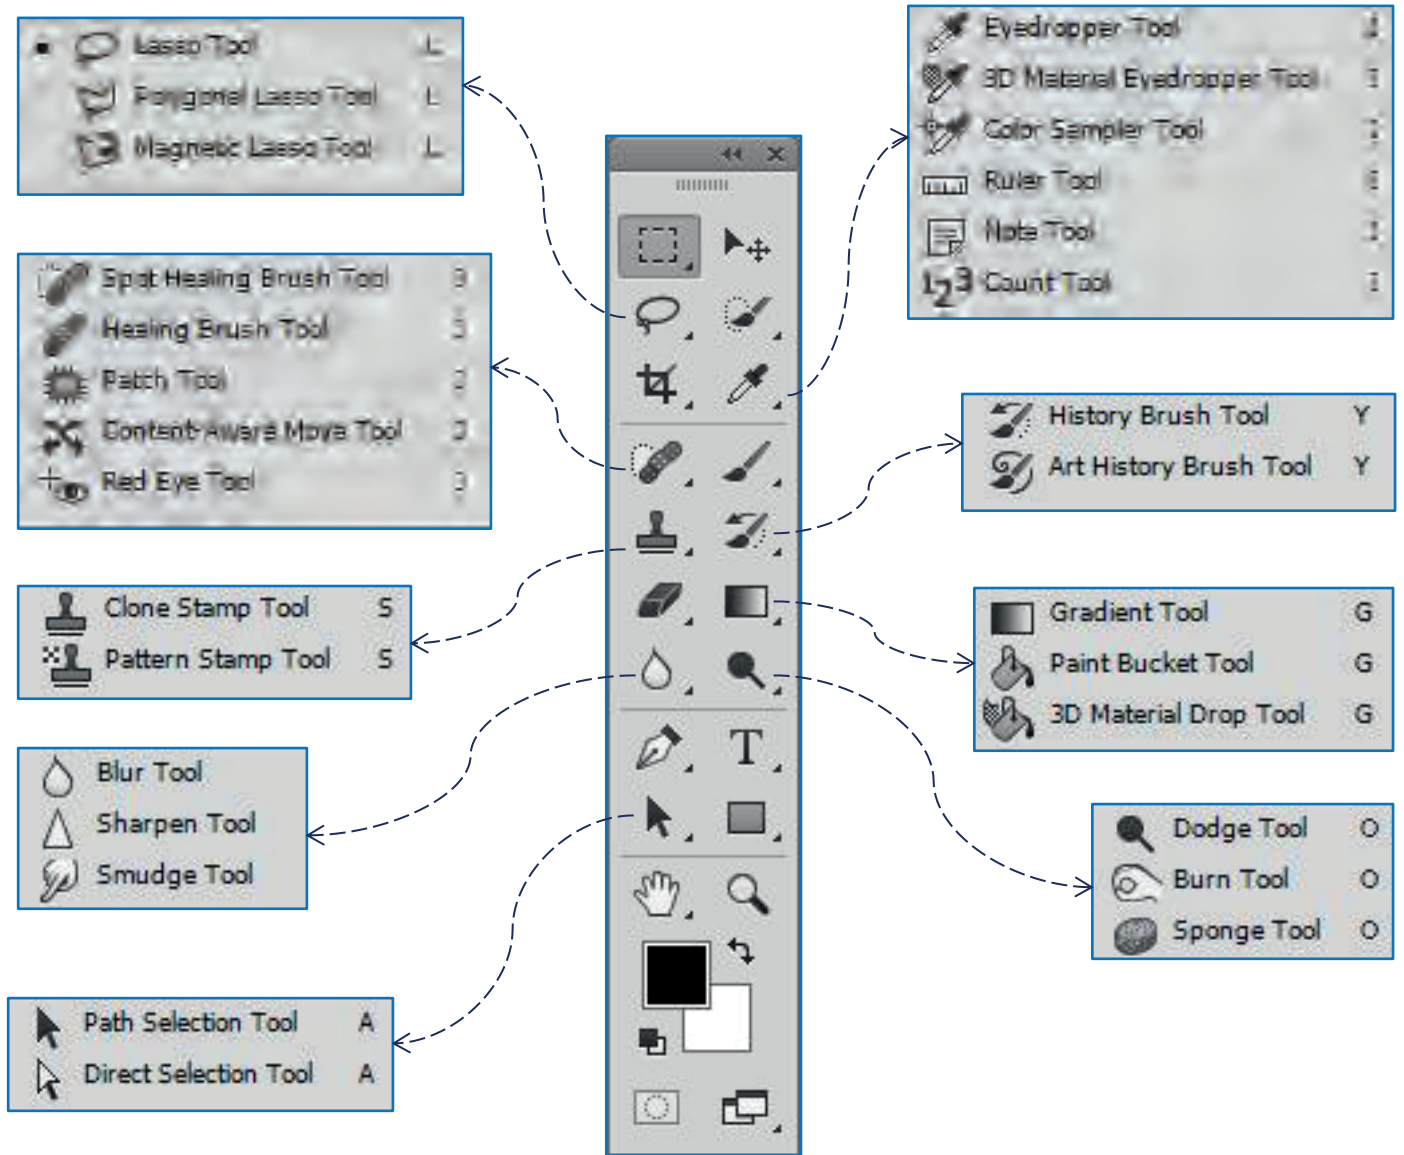 Lasso Tool L
Polygonal Lasso Tool L
Magnetic Lasso Tool L
Eyedropper Tool I
3D Material Eyedropper Tool I
Color Sampler Tool I
Ruler Tool I
Note Tool I
123 Count Tool I
Spot Healing Brush Tool
Healing Brush Tool
Patch Tool
Content-Aware Move Tool
Red Eye Tool
History Brush Tool Y
Art History Brush Tool Y
Clone Stamp Tool S
Pattern Stamp Tool S
Gradient Tool G
Paint Bucket Tool G
3D Material Drop Tool G
Blur Tool
Sharpen Tool
Smudge Tool
T
Dodge Tool O
Burn Tool O
Sponge Tool O
Path Selection Tool A
Direct Selection Tool A